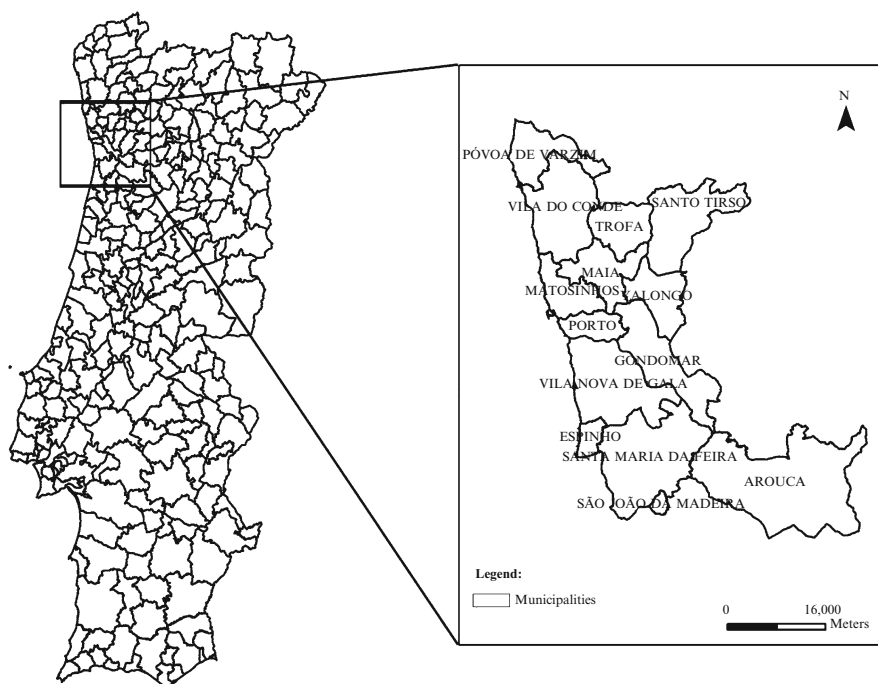 N
PÓVOA DE VARZIM
VILA DO CONDE
SANTO TIRSO
TROFA
MAIA
MATOSINHOS
VALONGO
PORTO
GONDOMAR
VILA NOVA DE GALA
ESPINHO
SANTA MARIA DA FEIRA
AROUCA
SÃO JOÃO DA MADEIRA
Legend:
Municipalities
0 16,000
Meters